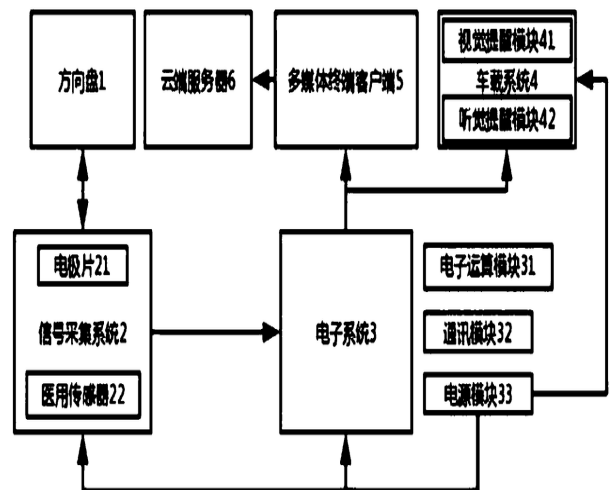 方向盘1
云端服务器6
多媒体终端客户端5
视觉提醒模块41
车载系统4
听觉提醒模块42
电极片21
信号采集系统2
医用传感器22
电子系统3
电子运算模块31
通讯模块32
电源模块33